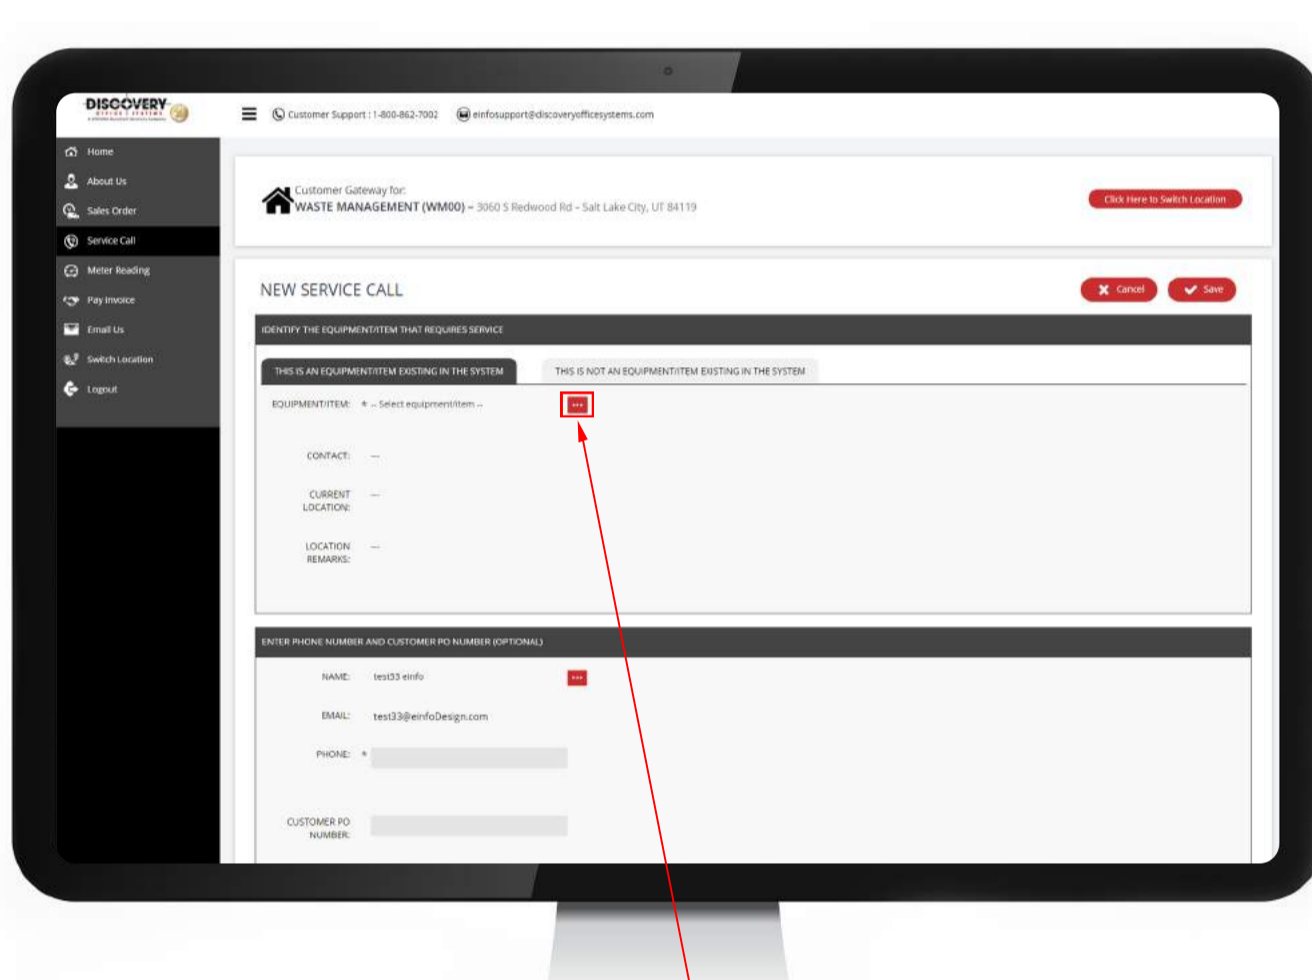 DISCOVERY
OFFICE SYSTEMS
Customer Support : 1-800-862-7002
einfosupport@discoveryofficesystems.com
Home
About Us
Sales Order
Service Call
Meter Reading
Pay Invoice
Email Us
Switch Location
Logout
Customer Gateway for:
WASTE MANAGEMENT (WM00) – 3060 S Redwood Rd – Salt Lake City, UT 84119
Click Here to Switch Location
NEW SERVICE CALL
Cancel
Save
IDENTIFY THE EQUIPMENT/ITEM THAT REQUIRES SERVICE
THIS IS AN EQUIPMENT/ITEM EXISTING IN THE SYSTEM
THIS IS NOT AN EQUIPMENT/ITEM EXISTING IN THE SYSTEM
EQUIPMENT/ITEM: * -- Select equipment/item --
CONTACT: ---
CURRENT ---
LOCATION:
LOCATION ---
REMARKS:
ENTER PHONE NUMBER AND CUSTOMER PO NUMBER (OPTIONAL)
NAME: test33 einfo
EMAIL: test33@einfoDesign.com
PHONE: *
CUSTOMER PO
NUMBER: